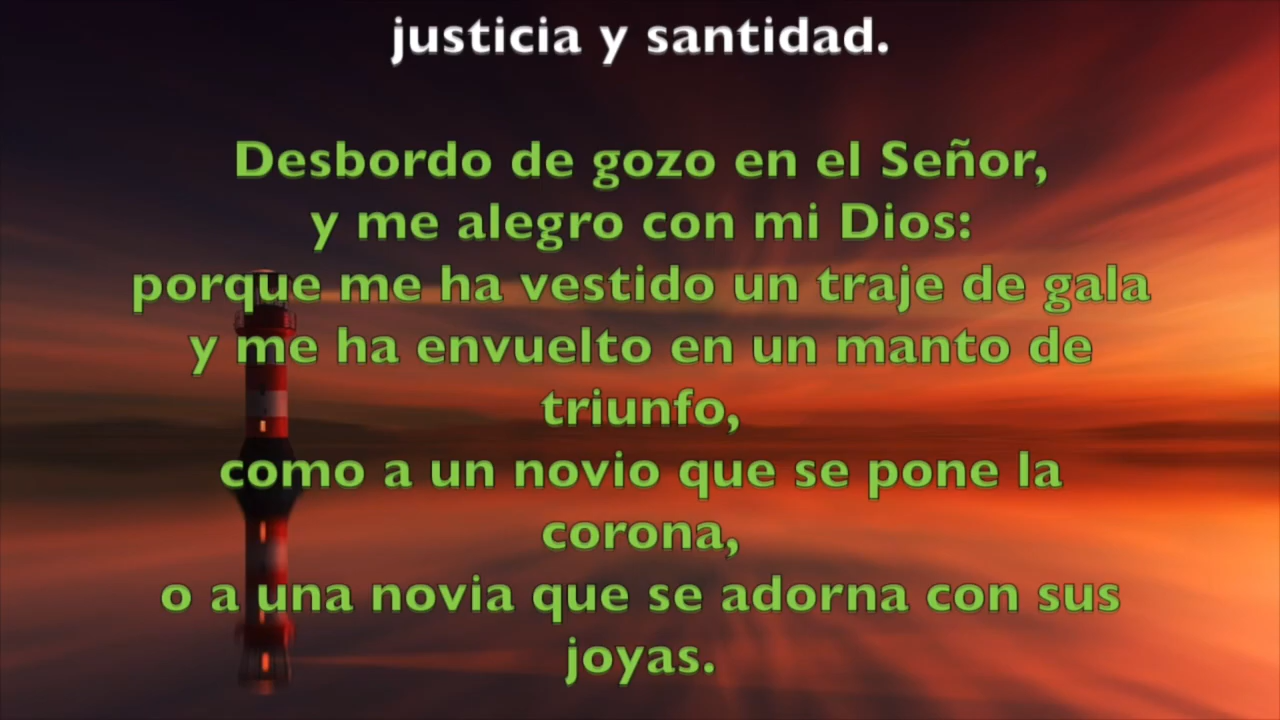 justicia y santidad.
Desbordo de gozo en el Señor,
y me alegro con mi Dios:
porque me ha vestido un traje de gala
y me ha envuelto en un manto de
triunfo,
como a un novio que se pone la
corona,
o a una novia que se adorna con sus
joyas.